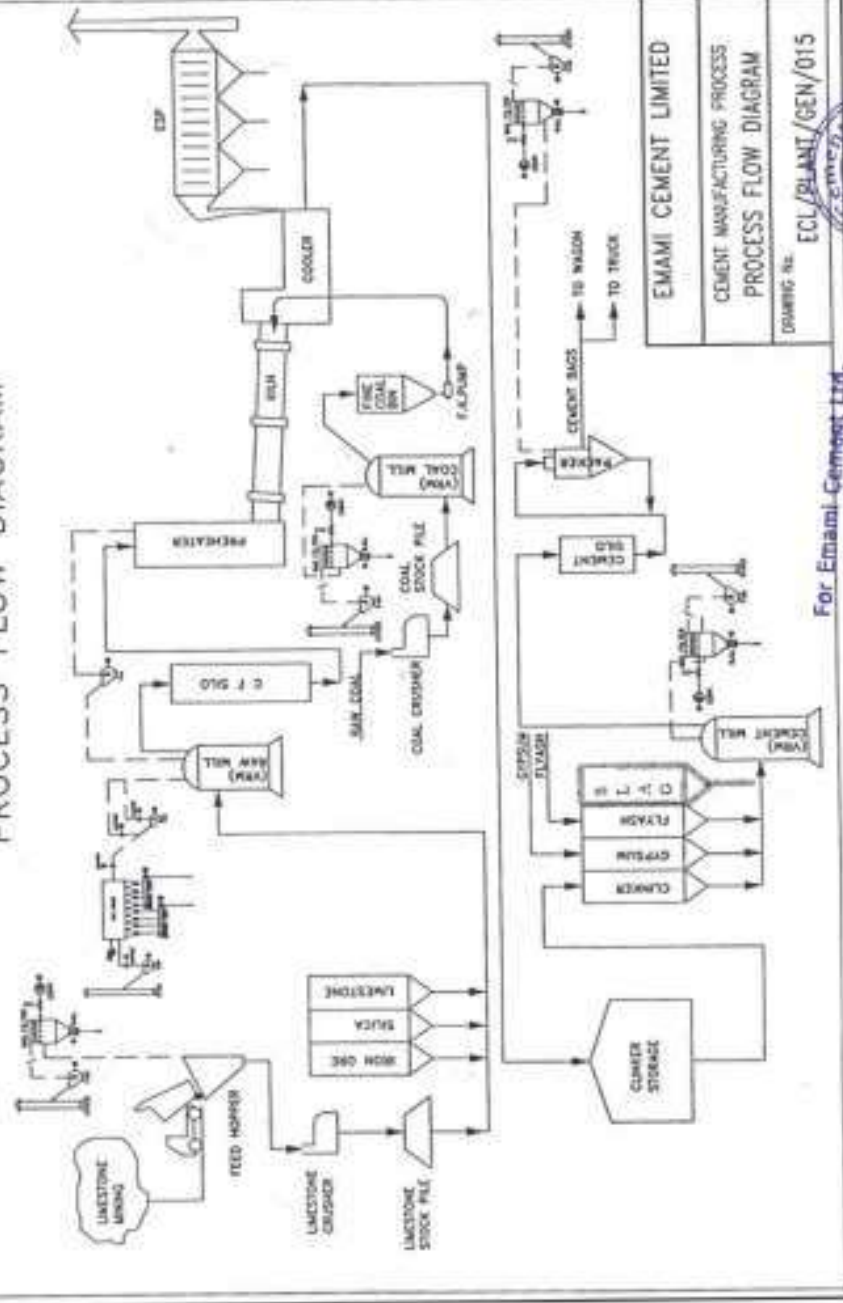 PROCESS FLOW DIAGRAM
LIMESTONE
MINING
FEED HOPPER
LIMESTONE
CRUSHER
LIMESTONE
STOCK PILE
IRON ORE
SILICA
LIMESTONE
(VRM)
RAW MILL
C F SILO
PREHEATER
KILN
COOLER
ESP
RAW COAL
COAL CRUSHER
COAL
STOCK PILE
(VRM)
COAL MILL
FINE
COAL
BIN
F.K.PUMP
CLINKER
STORAGE
GYPSUM
FLYASH
CLINKER
GYPSUM
FLYASH
(VRM)
CEMENT MILL
CEMENT
SILO
PACKER
CEMENT BAGS
TO WAGON
TO TRUCK
EMAMI CEMENT LIMITED
CEMENT MANUFACTURING PROCESS
PROCESS FLOW DIAGRAM
DRAWING No.
ECL/PLANT/GEN/015
For Emami Cement Ltd.